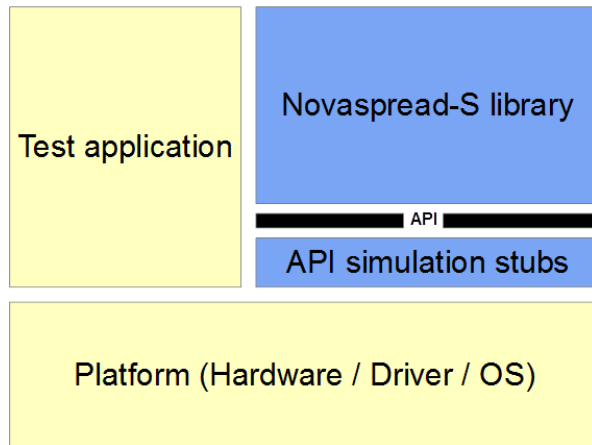 Test application
Novaspread-S library
API
API simulation stubs
Platform (Hardware / Driver / OS)